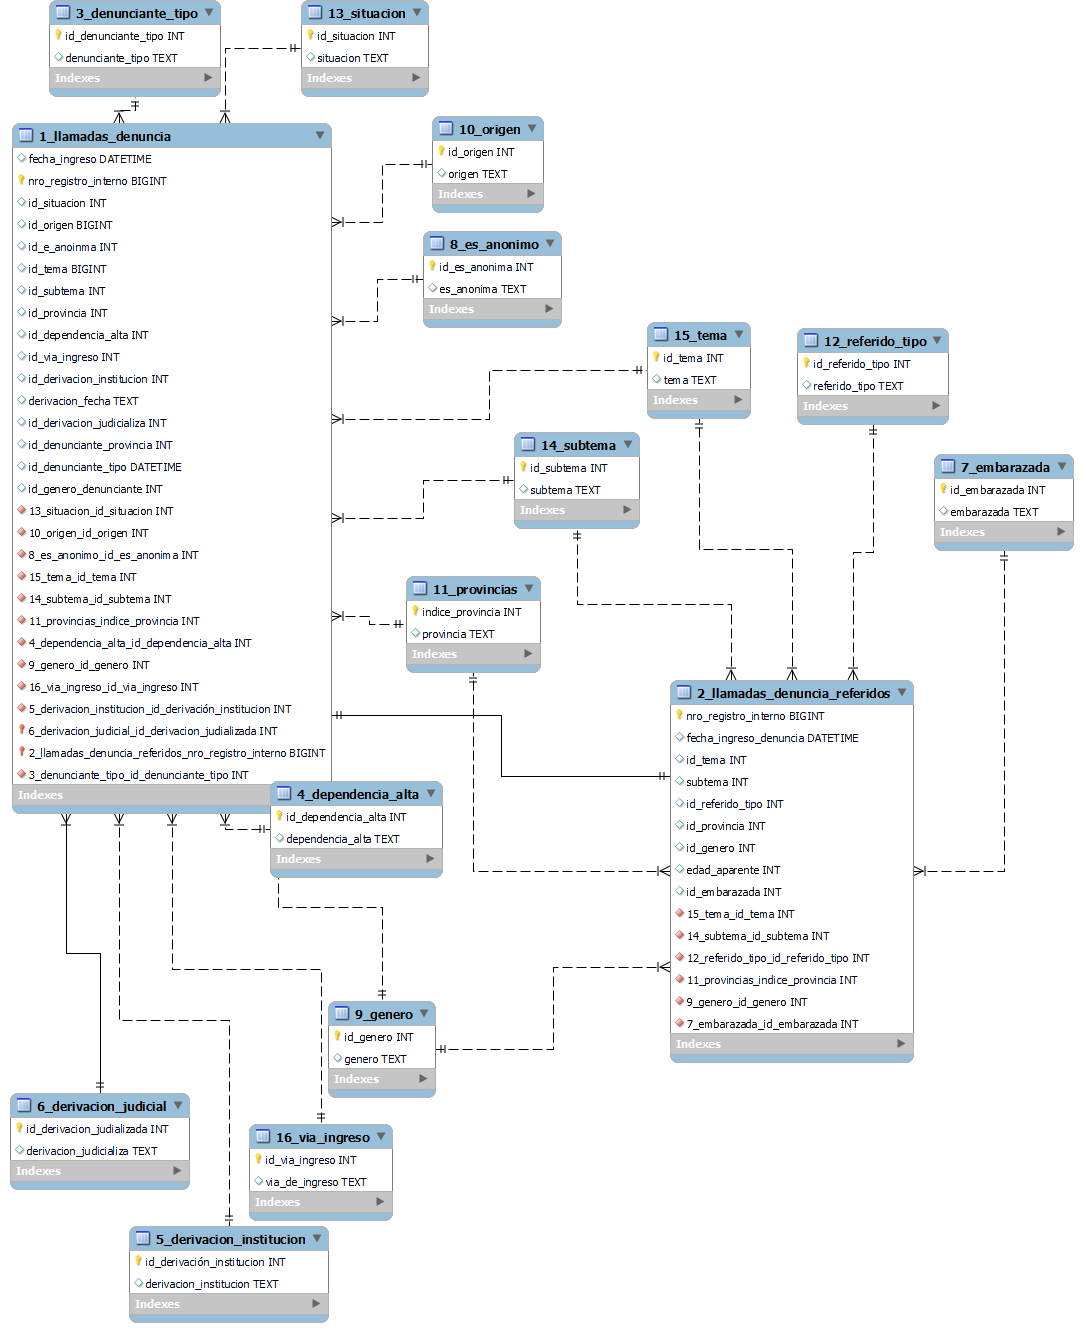 3_denunciante_tipo
id_denunciante_tipo INT
denunciante_tipo TEXT
Indexes
13_situacion
id_situacion INT
situacion TEXT
Indexes
1_llamadas_denuncia
fecha_ingreso DATETIME
nro_registro_interno BIGINT
id_situacion INT
id_origen BIGINT
id_e_anoinma INT
id_tema BIGINT
id_subtema INT
id_provincia INT
id_dependencia_alta INT
id_via_ingreso INT
id_derivacion_institucion INT
derivacion_fecha TEXT
id_derivacion_judicializa INT
id_denunciante_provincia INT
id_denunciante_tipo DATETIME
id_genero_denunciante INT
13_situacion_id_situacion INT
10_origen_id_origen INT
8_es_anonimo_id_es_anonima INT
15_tema_id_tema INT
14_subtema_id_subtema INT
11_provincias_indice_provincia INT
4_dependencia_alta_id_dependencia_alta INT
9_genero_id_genero INT
16_via_ingreso_id_via_ingreso INT
5_derivacion_institucion_id_derivación_institucion INT
6_derivacion_judicial_id_derivacion_judializada INT
2_llamadas_denuncia_referidos_nro_registro_interno BIGINT
3_denunciante_tipo_id_denunciante_tipo INT
Indexes
10_origen
id_origen INT
origen TEXT
Indexes
8_es_anonimo
id_es_anonima INT
es_anonima TEXT
Indexes
15_tema
id_tema INT
tema TEXT
Indexes
12_referido_tipo
id_referido_tipo INT
referido_tipo TEXT
Indexes
14_subtema
id_subtema INT
subtema TEXT
Indexes
7_embarazada
id_embarazada INT
embarazada TEXT
Indexes
11_provincias
indice_provincia INT
provincia TEXT
Indexes
2_llamadas_denuncia_referidos
nro_registro_interno BIGINT
fecha_ingreso_denuncia DATETIME
id_tema INT
subtema INT
id_referido_tipo INT
id_provincia INT
id_genero INT
edad_aparente INT
id_embarazada INT
15_tema_id_tema INT
14_subtema_id_subtema INT
12_referido_tipo_id_referido_tipo INT
11_provincias_indice_provincia INT
9_genero_id_genero INT
7_embarazada_id_embarazada INT
Indexes
4_dependencia_alta
id_dependencia_alta INT
dependencia_alta TEXT
Indexes
9_genero
id_genero INT
genero TEXT
Indexes
6_derivacion_judicial
id_derivacion_judializada INT
derivacion_judicializa TEXT
Indexes
16_via_ingreso
id_via_ingreso INT
via_de_ingreso TEXT
Indexes
5_derivacion_institucion
id_derivación_institucion INT
derivacion_institucion TEXT
Indexes